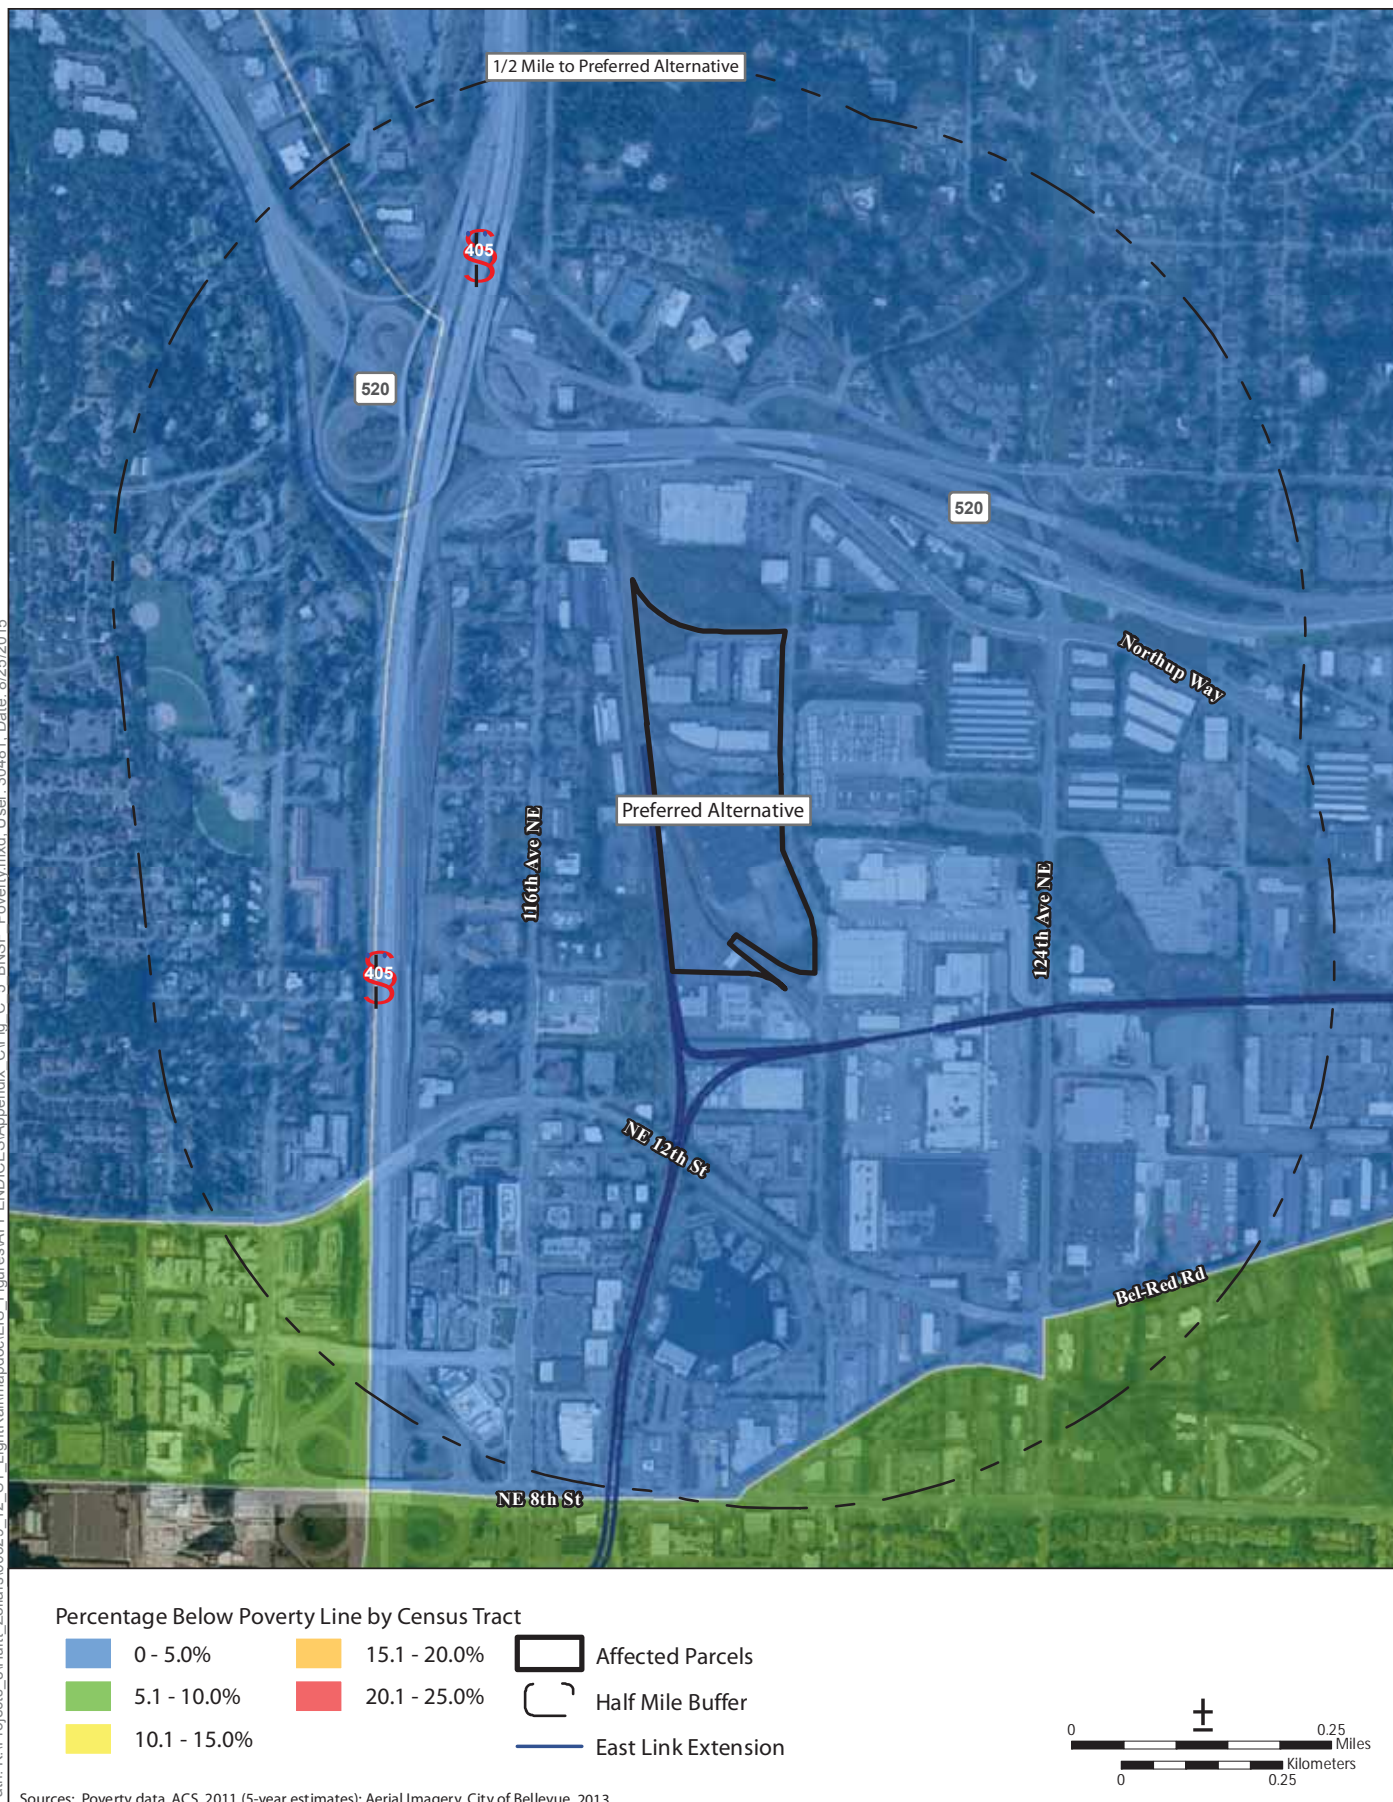 1/2 Mile to Preferred Alternative
405
520
520
Northup Way
Preferred Alternative
116th Ave NE
124th Ave NE
405
NE 12th St
Bel-Red Rd
NE 8th St
Percentage Below Poverty Line by Census Tract
0 - 5.0%
5.1 - 10.0%
10.1 - 15.0%
15.1 - 20.0%
20.1 - 25.0%
Affected Parcels
Half Mile Buffer
East Link Extension
±
0 0.25
Miles
Kilometers
0 0.25
Sources: Poverty data, ACS, 2011 (5-year estimates); Aerial Imagery, City of Bellevue, 2013